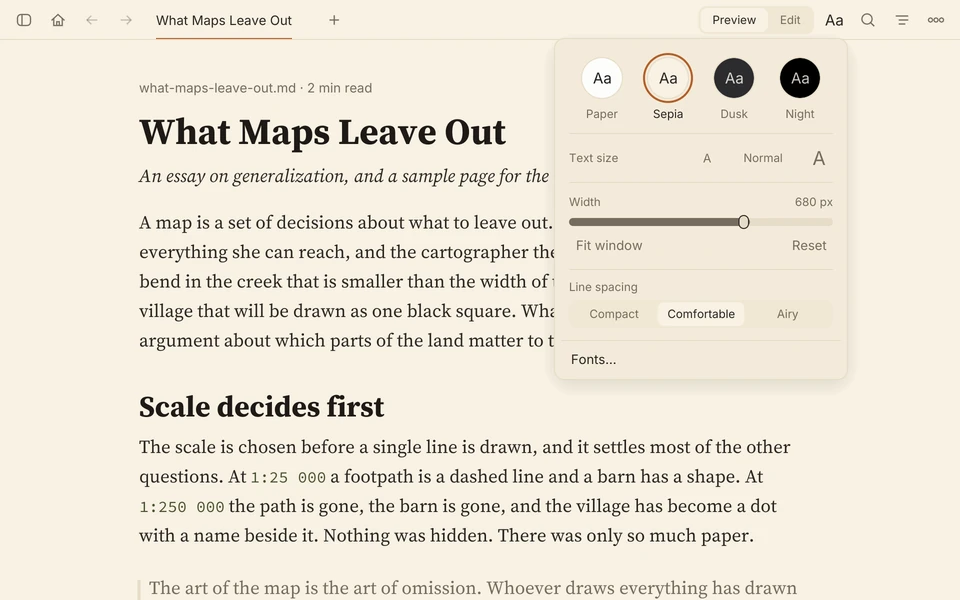 What Maps Leave Out
Preview Edit Aa
what-maps-leave-out.md · 2 min read
What Maps Leave Out
An essay on generalization, and a sample page for the
A map is a set of decisions about what to leave out.
everything she can reach, and the cartographer
bend in the creek that is smaller than the width of
village that will be drawn as one black square.
argument about which parts of the land matter to
Aa Aa Aa Aa
Paper Sepia Dusk Night
Text size A Normal A
Width 680 px
Fit window Reset
Line spacing
Compact Comfortable Airy
Fonts...
Scale decides first
The scale is chosen before a single line is drawn, and it settles most of the other
questions. At 1:25 000 a footpath is a dashed line and a barn has a shape. At
1:250 000 the path is gone, the barn is gone, and the village has become a dot
with a name beside it. Nothing was hidden. There was only so much paper.
The art of the map is the art of omission. Whoever draws everything has drawn